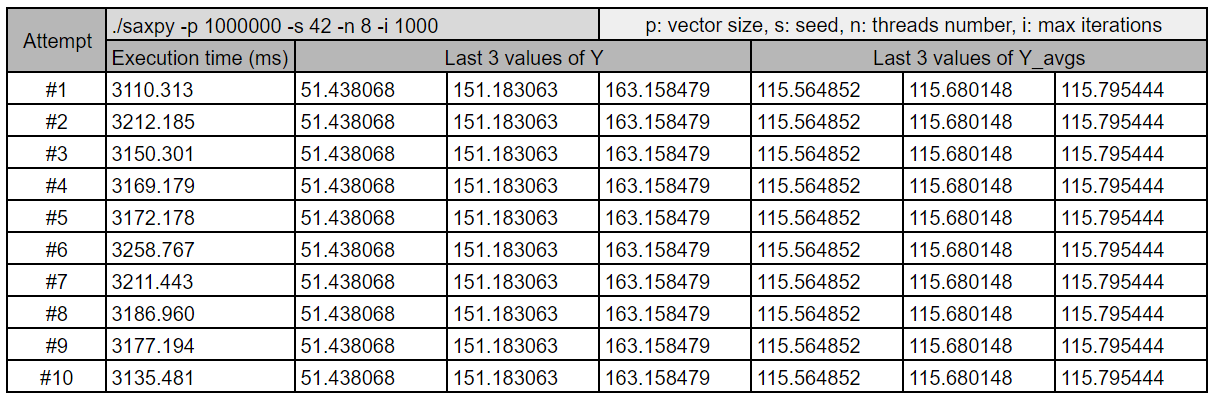 Attempt ./saxpy -p 1000000 -s 42 -n 8 -i 1000 p: vector size, s: seed, n: threads number, i: max iterations
Execution time (ms) Last 3 values of Y Last 3 values of Y_avgs
#1 3110.313 51.438068 151.183063 163.158479 115.564852 115.680148 115.795444
#2 3212.185 51.438068 151.183063 163.158479 115.564852 115.680148 115.795444
#3 3150.301 51.438068 151.183063 163.158479 115.564852 115.680148 115.795444
#4 3169.179 51.438068 151.183063 163.158479 115.564852 115.680148 115.795444
#5 3172.178 51.438068 151.183063 163.158479 115.564852 115.680148 115.795444
#6 3258.767 51.438068 151.183063 163.158479 115.564852 115.680148 115.795444
#7 3211.443 51.438068 151.183063 163.158479 115.564852 115.680148 115.795444
#8 3186.960 51.438068 151.183063 163.158479 115.564852 115.680148 115.795444
#9 3177.194 51.438068 151.183063 163.158479 115.564852 115.680148 115.795444
#10 3135.481 51.438068 151.183063 163.158479 115.564852 115.680148 115.795444